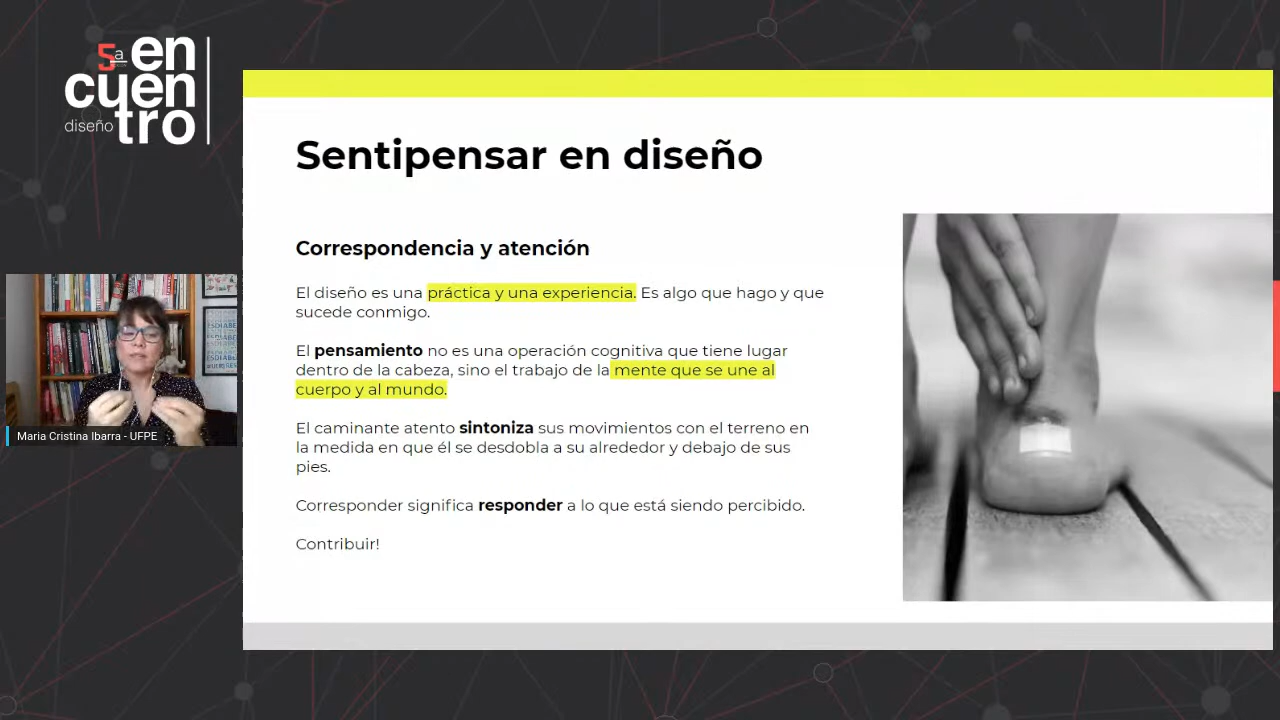 5a en
cuen
diseño tro
Sentipensar en diseño
Correspondencia y atención
El diseño es una práctica y una experiencia. Es algo que hago y que
sucede conmigo.
El pensamiento no es una operación cognitiva que tiene lugar
dentro de la cabeza, sino el trabajo de la mente que se une al
cuerpo y al mundo.
El caminante atento sintoniza sus movimientos con el terreno en
la medida en que él se desdobla a su alrededor y debajo de sus
pies.
Corresponder significa responder a lo que está siendo percibido.
Contribuir!
ESDIABE
Maria Cristina Ibarra - UFPE